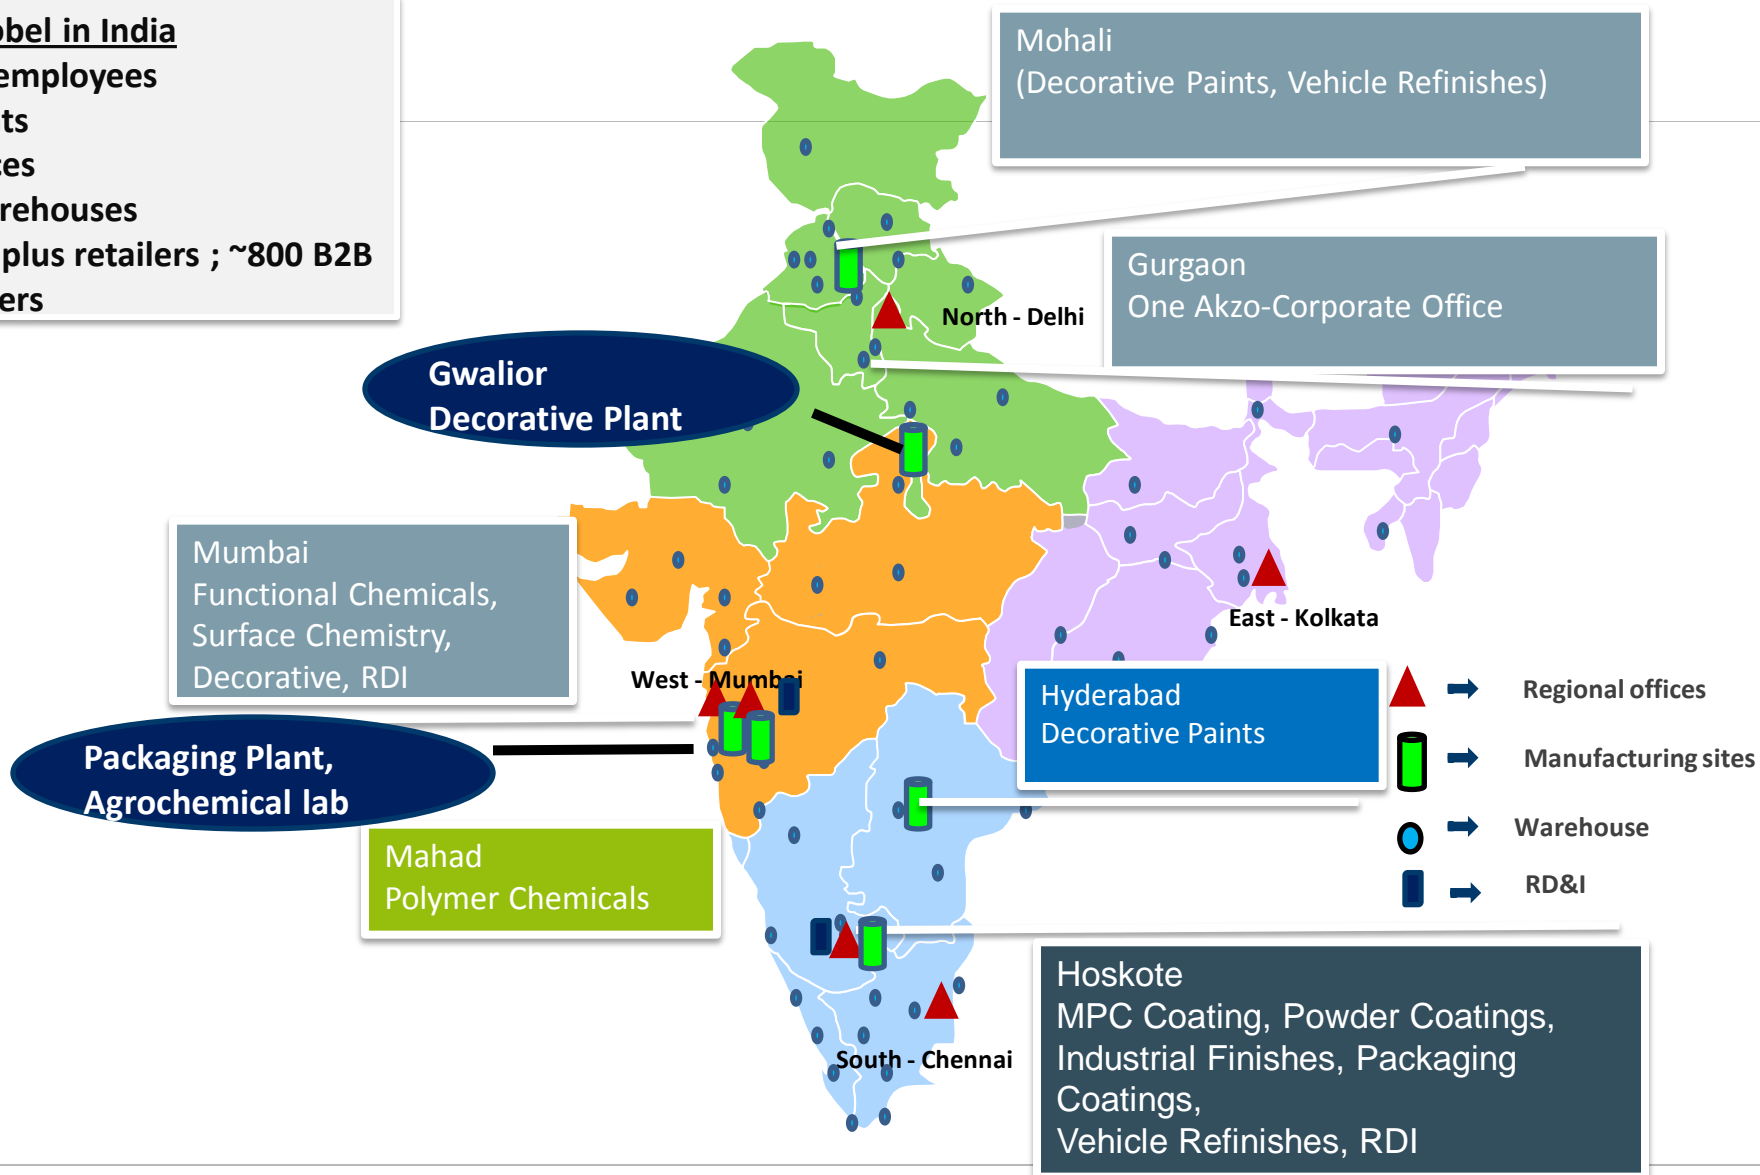 obel in India
employees
nts
ces
rehouses
plus retailers ; ~800 B2B
ers
Mohali
(Decorative Paints, Vehicle Refinishes)
Gurgaon
One Akzo-Corporate Office
North - Delhi
Gwalior
Decorative Plant
Mumbai
Functional Chemicals,
Surface Chemistry,
Decorative, RDI
West - Mumbai
East - Kolkata
Hyderabad
Decorative Paints
Regional offices
Manufacturing sites
Warehouse
RD&I
Packaging Plant,
Agrochemical lab
Mahad
Polymer Chemicals
South - Chennai
Hoskote
MPC Coating, Powder Coatings,
Industrial Finishes, Packaging
Coatings,
Vehicle Refinishes, RDI